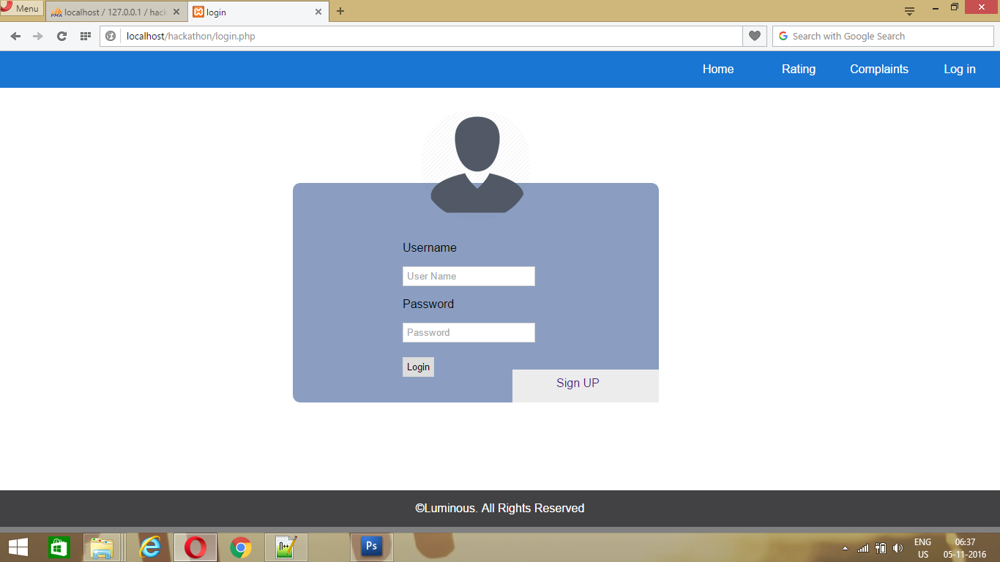 Menu
localhost / 127.0.0.1 / hack
login
localhost/hackathon/login.php
Search with Google Search
Home Rating Complaints Log in
Username
User Name
Password
Password
Login
Sign UP
©Luminous. All Rights Reserved
Ps
ENG 06:37
US 05-11-2016